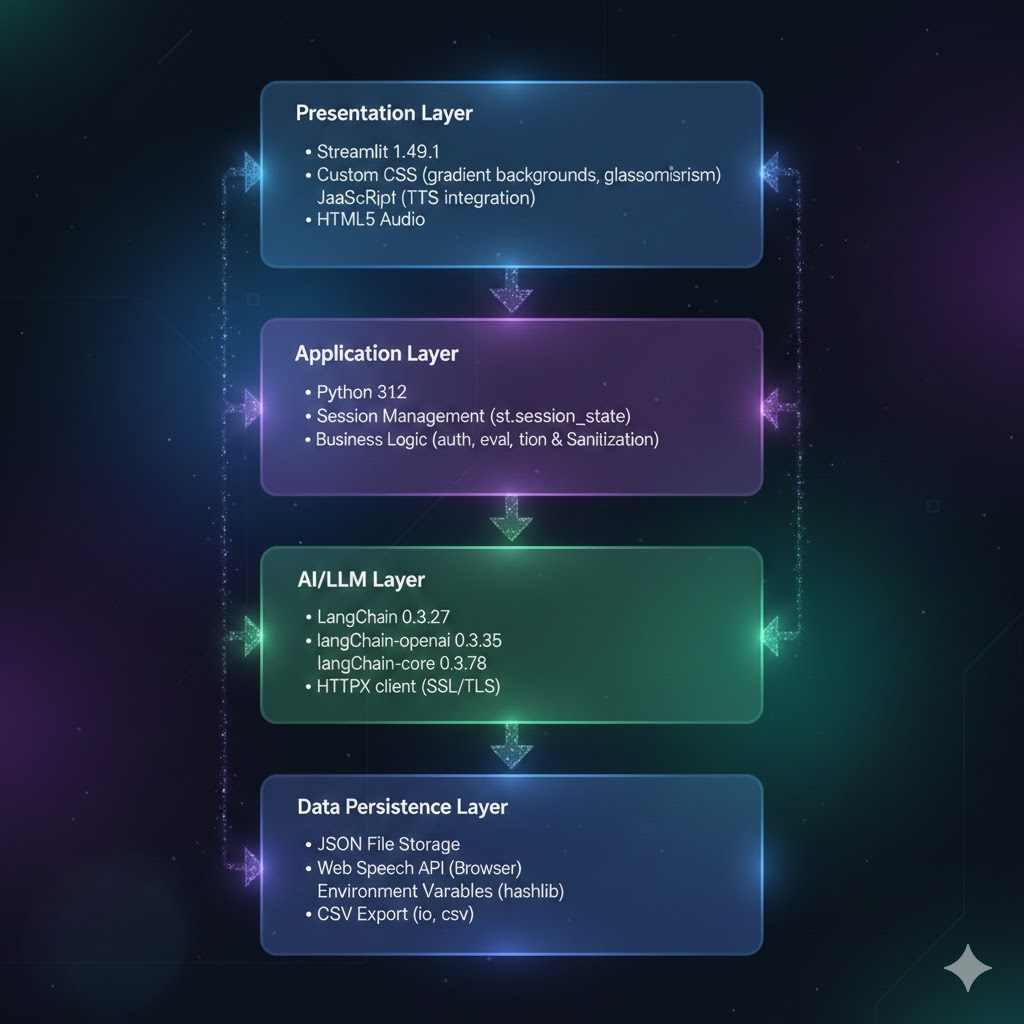 Presentation Layer
• Streamlit 1.49.1
• Custom CSS (gradient backgrounds, glassomisrism)
JaaScRipt (TTS integration)
• HTML5 Audio
Application Layer
• Python 312
• Session Management (st.session_state)
• Business Logic (auth, eval, tion & Sanitization)
AI/LLM Layer
• LangChain 0.3.27
• langChain-openai 0.3.35
langChain-core 0.3.78
• HTTPX client (SSL/TLS)
Data Persistence Layer
• JSON File Storage
• Web Speech API (Browser)
Environment Varables (hashlib)
• CSV Export (io, csv)